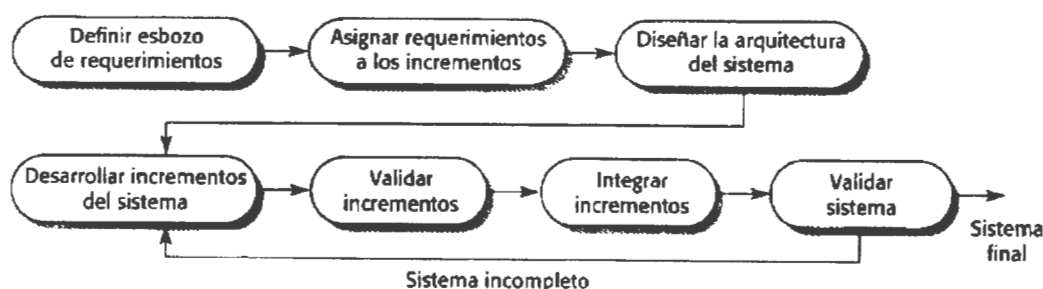 Definir esbozo
de requerimientos
Asignar requerimientos
a los incrementos
Diseñar la arquitectura
del sistema
Desarrollar incrementos
del sistema
Validar
incrementos
Integrar
incrementos
Validar
sistema
Sistema
final
Sistema incompleto